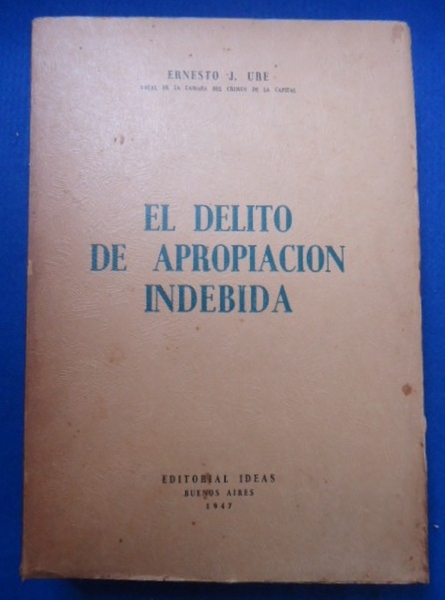 ERNESTO J. URE
VOCAL DE LA CAMARA DEL CRIMEN DE LA CAPITAL
EL DELITO
DE APROPIACION
INDEBIDA
EDITORIAL IDEAS
BUENOS AIRES
1947